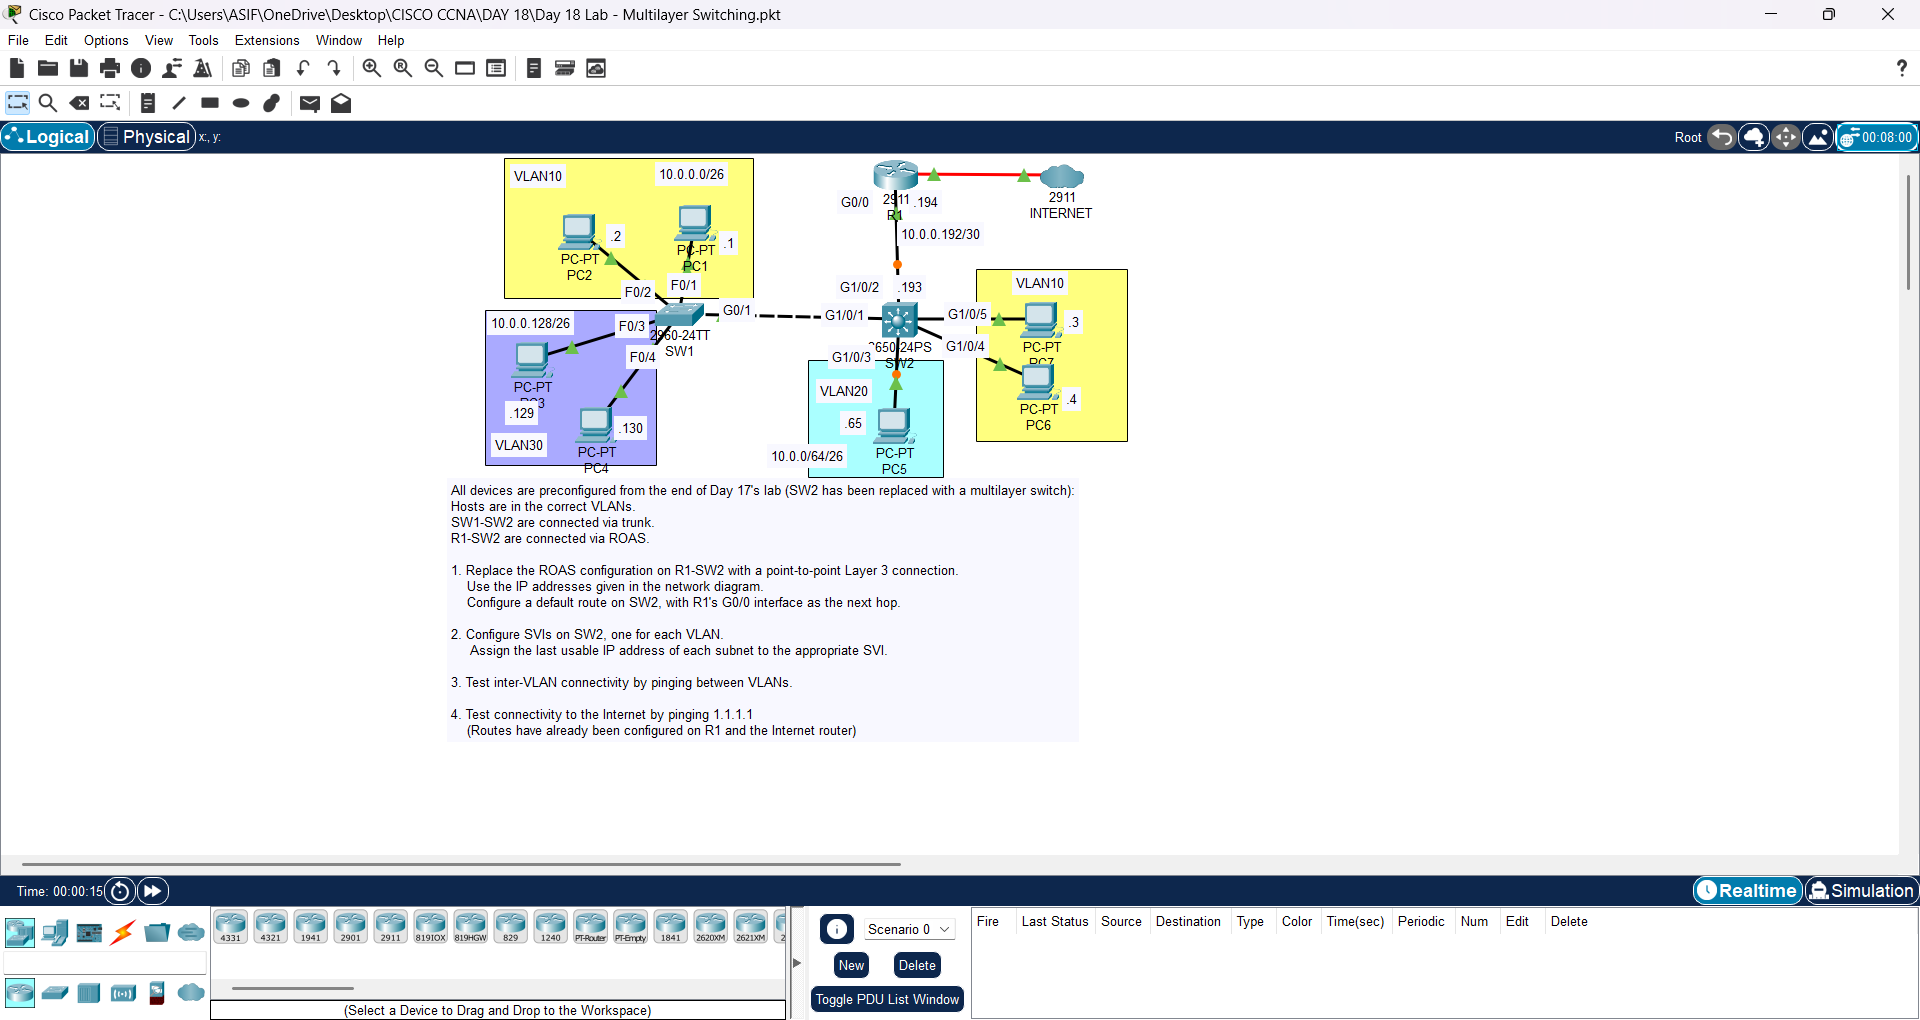 Cisco Packet Tracer - C:\Users\ASIF\OneDrive\Desktop\CISCO CCNA\DAY 18\Day 18 Lab - Multilayer Switching.pkt
File Edit Options View Tools Extensions Window Help
Logical Physical x:, y: Root 00:08:00
VLAN10 10.0.0.0/26
.2 .1
PC-PT PC2
PC-PT PC1
F0/2 F0/1
10.0.0.128/26 F0/3
F0/4
PC-PT
.129
VLAN30
.130
PC-PT
PC4
2960-24TT
SW1
G0/1
G1/0/1
G0/0 2911 .194
R1
2911
INTERNET
10.0.0.192/30
G1/0/2 .193
G1/0/5
G1/0/4
G1/0/3
3650-24PS
SW2
VLAN10
.3
PC-PT
PC7
.4
PC-PT
PC6
VLAN20
.65
10.0.0/64/26
PC-PT
PC5
All devices are preconfigured from the end of Day 17's lab (SW2 has been replaced with a multilayer switch):
Hosts are in the correct VLANs.
SW1-SW2 are connected via trunk.
R1-SW2 are connected via ROAS.
1. Replace the ROAS configuration on R1-SW2 with a point-to-point Layer 3 connection.
Use the IP addresses given in the network diagram.
Configure a default route on SW2, with R1's G0/0 interface as the next hop.
2. Configure SVIs on SW2, one for each VLAN.
Assign the last usable IP address of each subnet to the appropriate SVI.
3. Test inter-VLAN connectivity by pinging between VLANs.
4. Test connectivity to the Internet by pinging 1.1.1.1
(Routes have already been configured on R1 and the Internet router)
Time: 00:00:15 Realtime Simulation
4331 4321 1941 2901 2911 819IOX 819HGW 829 1240 PT-Router PT-Empty 1841 2620XM 2621XM 2
(Select a Device to Drag and Drop to the Workspace)
Scenario 0
New Delete
Toggle PDU List Window
Fire Last Status Source Destination Type Color Time(sec) Periodic Num Edit Delete